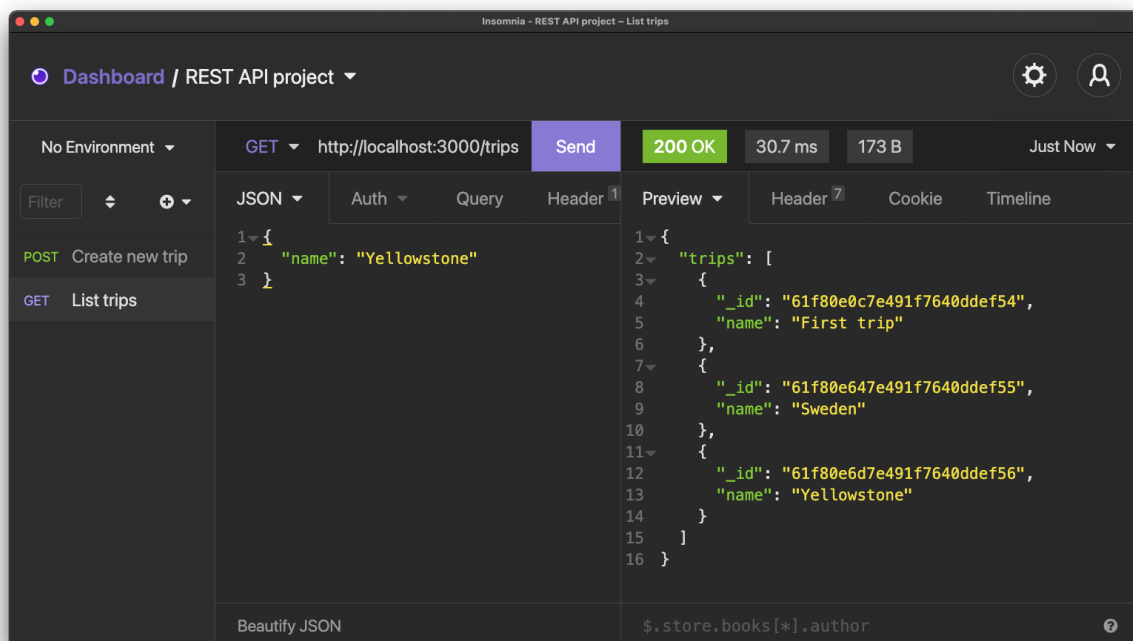 Insomnia - REST API project – List trips
Dashboard / REST API project
No Environment
GET http://localhost:3000/trips Send
200 OK 30.7 ms 173 B Just Now
Filter
JSON Auth Query Header 1
Preview Header 7 Cookie Timeline
POST Create new trip
GET List trips
1 {
2 "name": "Yellowstone"
3 }
1 {
2 "trips": [
3 {
4 "_id": "61f80e0c7e491f7640ddef54",
5 "name": "First trip"
6 },
7 {
8 "_id": "61f80e647e491f7640ddef55",
9 "name": "Sweden"
10 },
11 {
12 "_id": "61f80e6d7e491f7640ddef56",
13 "name": "Yellowstone"
14 }
15 ]
16 }
Beautify JSON
$.store.books[*].author